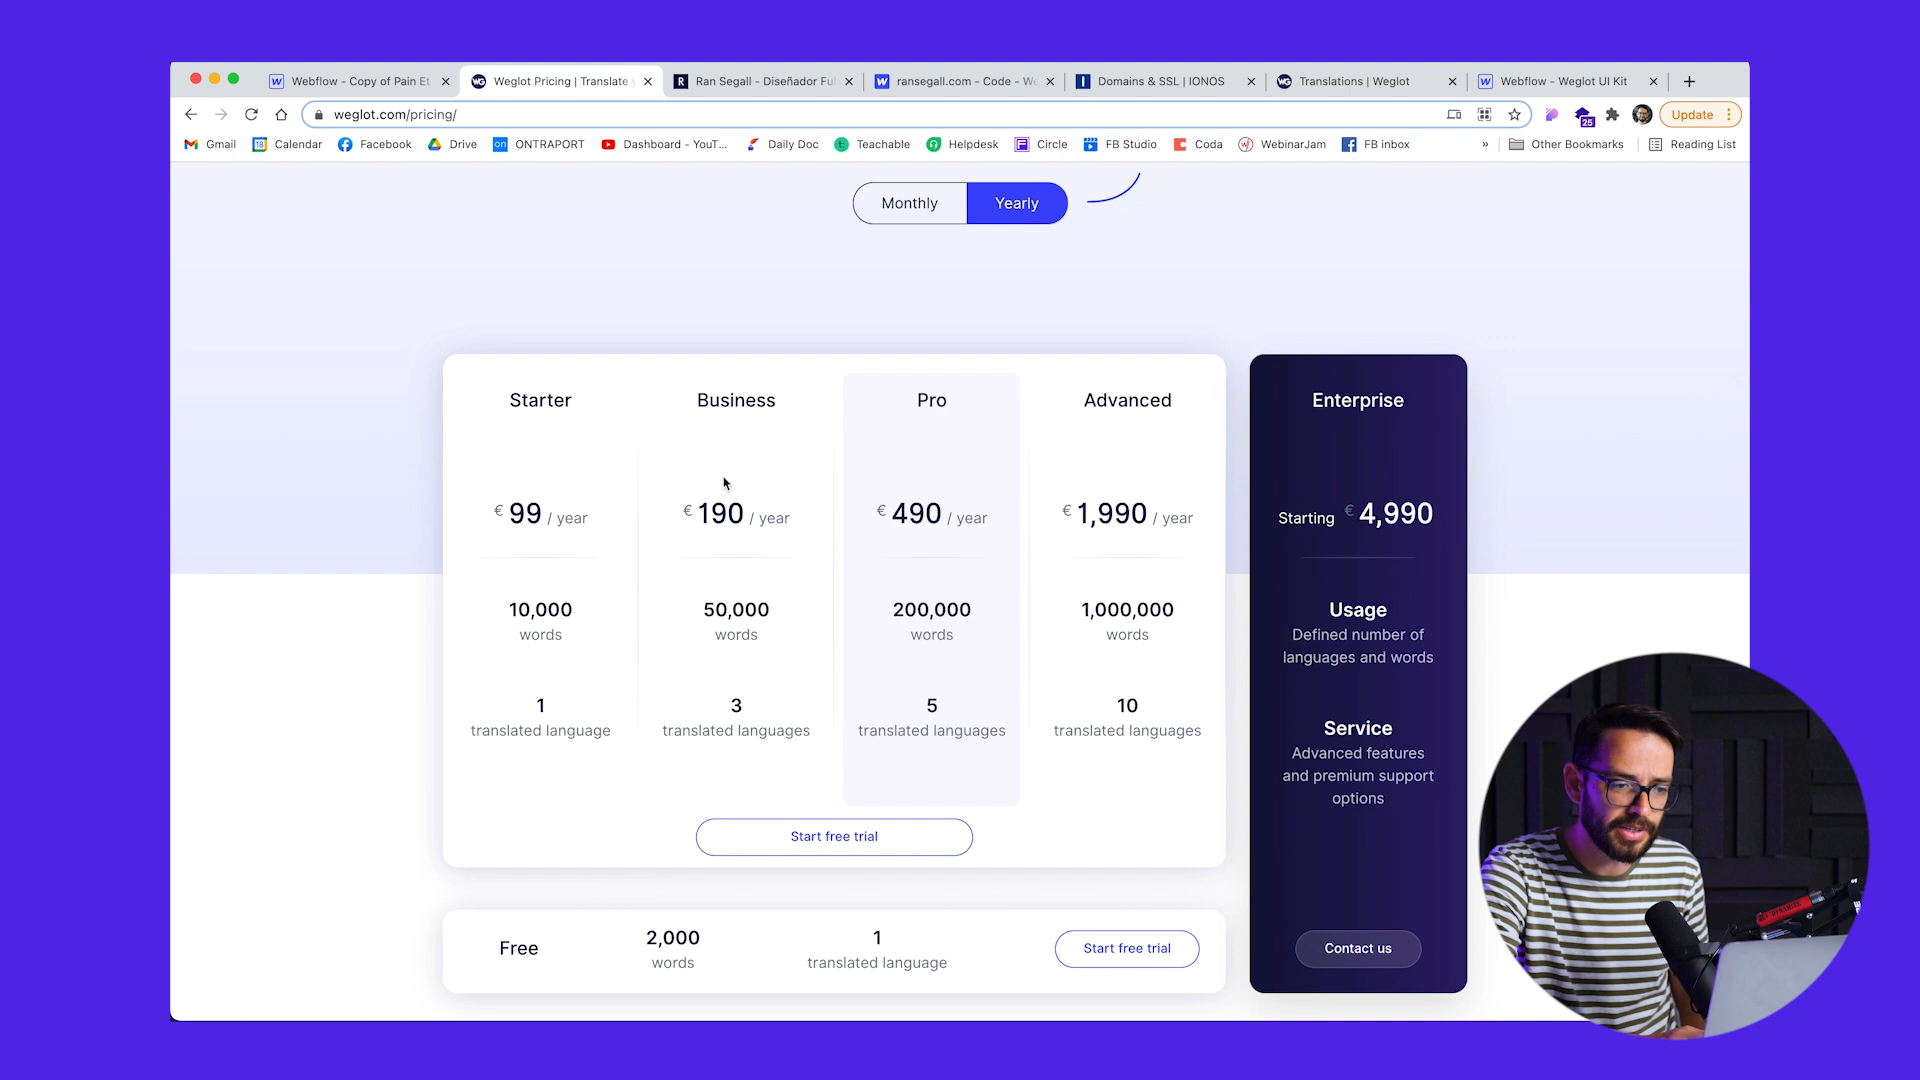 Webflow - Copy of Pain Et
Weglot Pricing | Translate y
Ran Segall - Diseñador Ful
ransegall.com - Code - We
Domains & SSL | IONOS
Translations | Weglot
Webflow - Weglot UI Kit
weglot.com/pricing/
25
Update
Gmail
18
Calendar
Facebook
Drive
on
ONTRAPORT
Dashboard - YouT...
Daily Doc
Teachable
Helpdesk
Circle
FB Studio
Coda
WebinarJam
FB inbox
»
Other Bookmarks
Reading List
Monthly
Yearly
Starter
Business
Pro
Advanced
Enterprise
€ 99 / year
€ 190 / year
€ 490 / year
€ 1,990 / year
Starting € 4,990
10,000
words
50,000
words
200,000
words
1,000,000
words
Usage
Defined number of
languages and words
1
translated language
3
translated languages
5
translated languages
10
translated languages
Service
Advanced features
and premium support
options
Start free trial
Free
2,000
words
1
translated language
Start free trial
Contact us